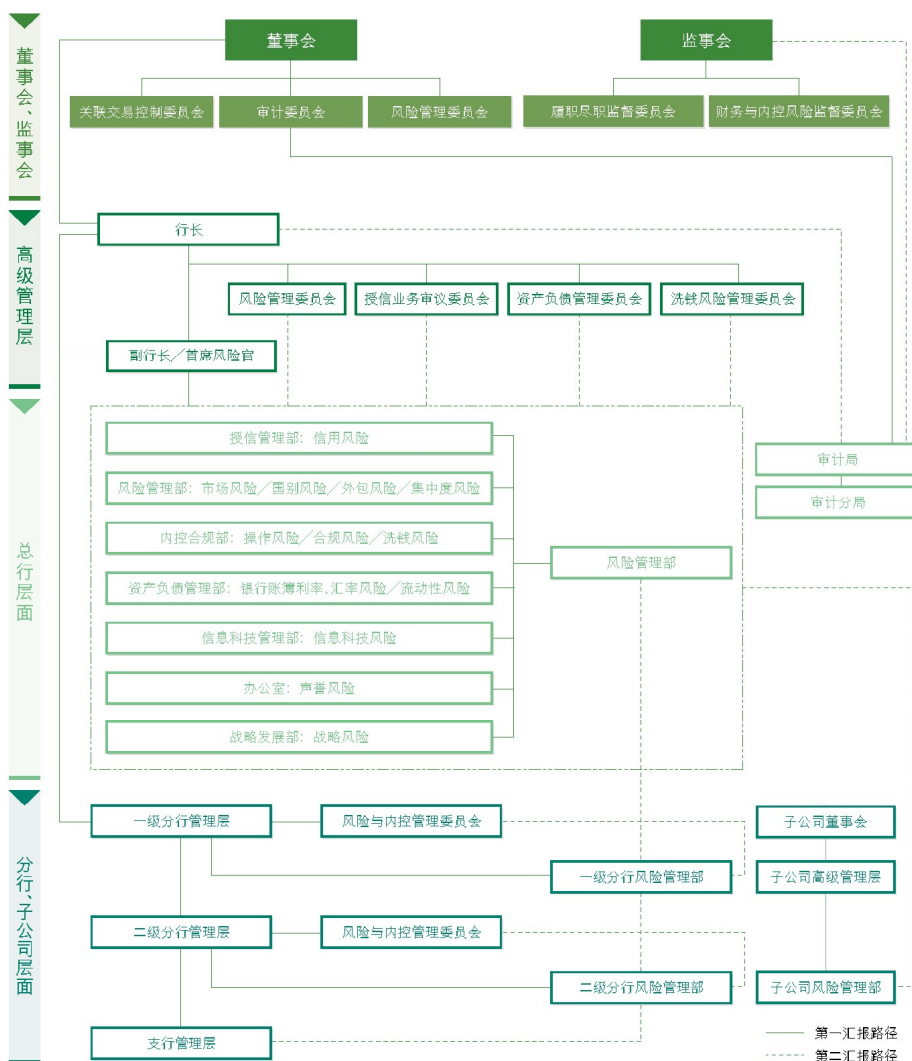 董事会、监事会
董事会
监事会
关联交易控制委员会
审计委员会
风险管理委员会
履职尽职监督委员会
财务与内控风险监督委员会
高级管理层
行长
风险管理委员会
授信业务审议委员会
资产负债管理委员会
洗钱风险管理委员会
副行长／首席风险官
总行层面
授信管理部：信用风险
风险管理部：市场风险／国别风险／外包风险／集中度风险
内控合规部：操作风险／合规风险／洗钱风险
资产负债管理部：银行账簿利率、汇率风险／流动性风险
信息科技管理部：信息科技风险
办公室：声誉风险
战略发展部：战略风险
风险管理部
审计局
审计分局
分行、子公司层面
一级分行管理层
风险与内控管理委员会
子公司董事会
一级分行风险管理部
子公司高级管理层
二级分行管理层
风险与内控管理委员会
二级分行风险管理部
子公司风险管理部
支行管理层
第一汇报路径
第二汇报路径